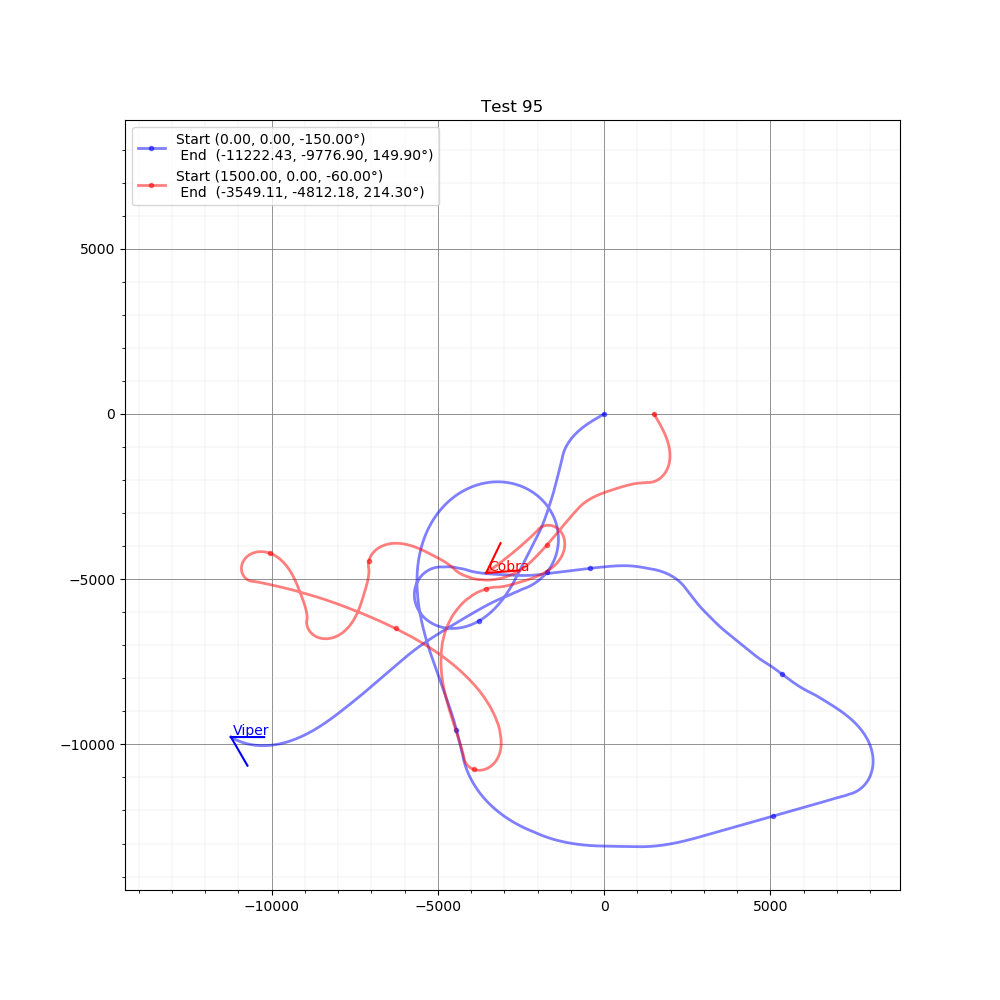 Test 95
Start (0.00, 0.00, -150.00°)
End  (-11222.43, -9776.90, 149.90°)
Start (1500.00, 0.00, -60.00°)
End  (-3549.11, -4812.18, 214.30°)
5000
0
−5000
−10000
Cobra
Viper
−10000
−5000
0
5000